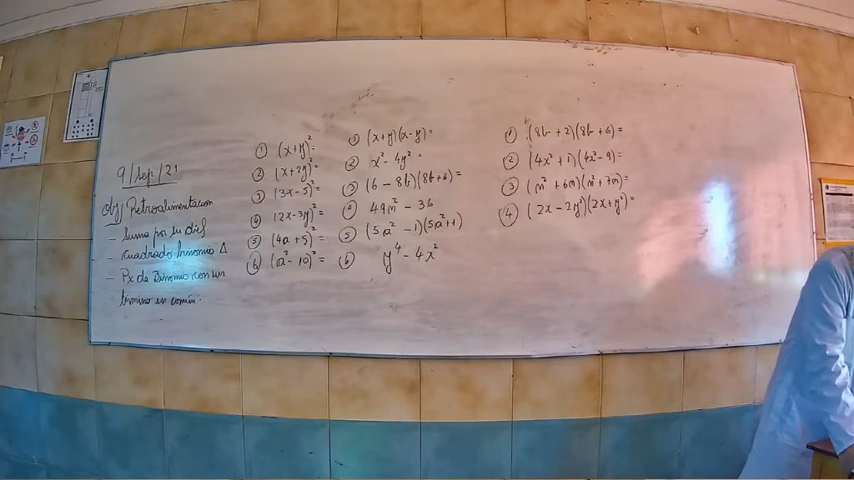 9/Sep/21
Obj Retroalimentación
- Suma por su dif
- cuadrado binomio Δ
- Px de Binomio con un
término en común.
① (x+y)²=
② (x+2y)²=
③ (3x-5)²=
④ (2x-3y)²=
⑤ (4a+5)²=
⑥ (a²-10)²=
① (x+y)(x-y)=
② x²-4y²=
③ (6-8b)(8b+6)=
④ 49m²-36
⑤ (5a²-1)(5a²+1)
⑥ y⁴-4x²
① (8b+2)(8b+6)=
② (4x²+1)(4x²-9)=
③ (n²+6m)(n²+7m)=
④ (2x-2y²)(2x+y²)=